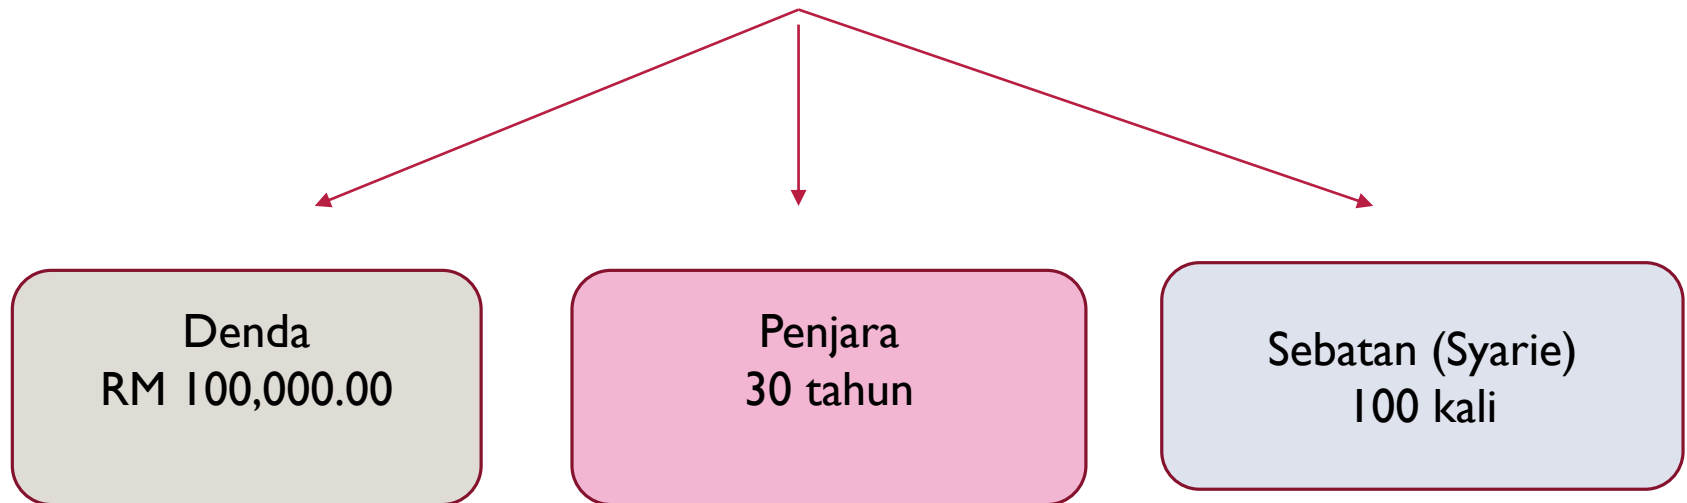 Denda
RM 100,000.00
Penjara
30 tahun
Sebatan (Syarie)
100 kali